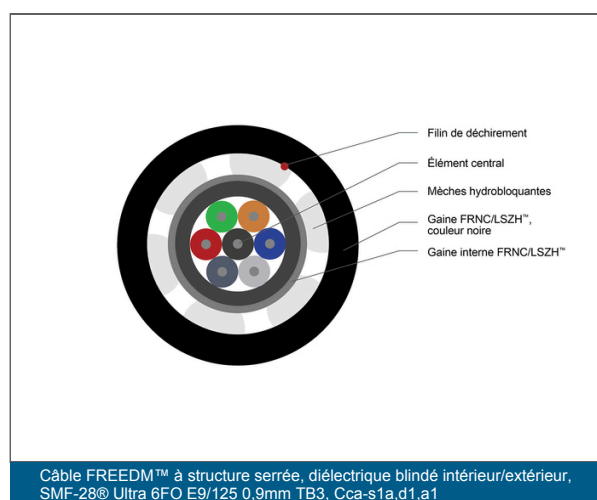 Filin de déchirement
Élément central
Mèches hydrobloquantes
Gaine FRNC/LSZH™,
couleur noire
Gaine interne FRNC/LSZH™
Câble FREEDM™ à structure serrée, diélectrique blindé intérieur/extérieur,
SMF-28® Ultra 6FO E9/125 0,9mm TB3, Cca-s1a,d1,a1